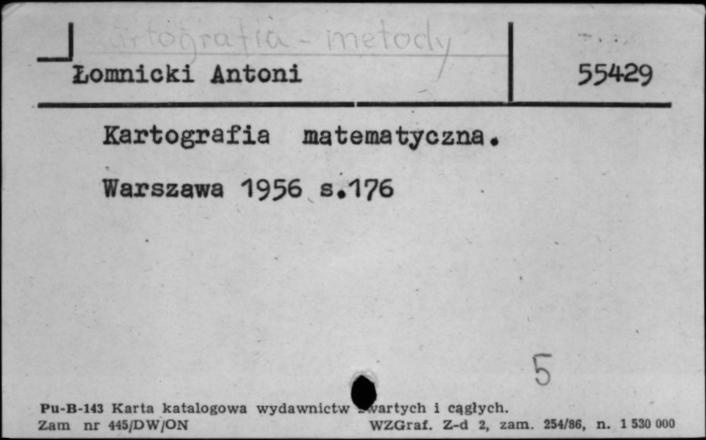 Kartografia - metody
Łomnicki Antoni 55429
Kartografia matematyczna.
Warszawa 1956 s.176
5
Pu-B-143 Karta katalogowa wydawnictw zwartych i cągłych.
Zam nr 445/DW/ON WZGraf. Z-d 2, zam. 254/86, n. 1 530 000